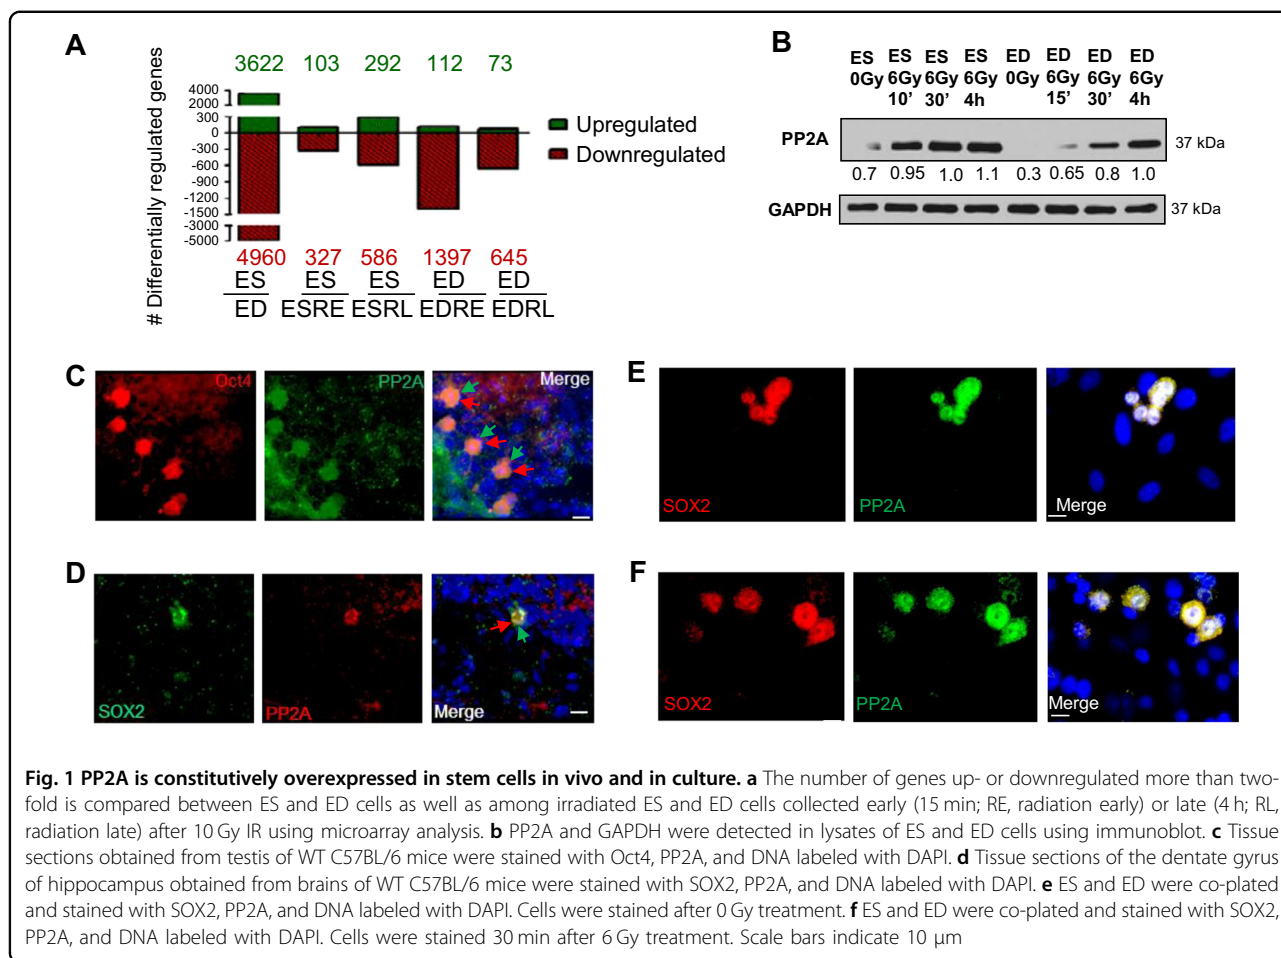 A
# Differentially regulated genes
3622 103 292 112 73
4000
2000
300
0
-300
-600
-900
-1200
-1500
-3000
-5000
Upregulated
Downregulated
4960 327 586 1397 645
ES ES ES ED ED
ED ESRE ESRL EDRE EDRL
B
ES ES ES ES ED ED ED ED
0Gy 6Gy 6Gy 6Gy 0Gy 6Gy 6Gy 6Gy
10' 30' 4h 15' 30' 4h
PP2A 37 kDa
0.7 0.95 1.0 1.1 0.3 0.65 0.8 1.0
GAPDH 37 kDa
C
Oct4 PP2A Merge
D
SOX2 PP2A Merge
E
SOX2 PP2A Merge
F
SOX2 PP2A Merge
Fig. 1 PP2A is constitutively overexpressed in stem cells in vivo and in culture. a The number of genes up- or downregulated more than two-
fold is compared between ES and ED cells as well as among irradiated ES and ED cells collected early (15 min; RE, radiation early) or late (4 h; RL,
radiation late) after 10 Gy IR using microarray analysis. b PP2A and GAPDH were detected in lysates of ES and ED cells using immunoblot. c Tissue
sections obtained from testis of WT C57BL/6 mice were stained with Oct4, PP2A, and DNA labeled with DAPI. d Tissue sections of the dentate gyrus
of hippocampus obtained from brains of WT C57BL/6 mice were stained with SOX2, PP2A, and DNA labeled with DAPI. e ES and ED were co-plated
and stained with SOX2, PP2A, and DNA labeled with DAPI. Cells were stained after 0 Gy treatment. f ES and ED were co-plated and stained with SOX2,
PP2A, and DNA labeled with DAPI. Cells were stained 30 min after 6 Gy treatment. Scale bars indicate 10 μm